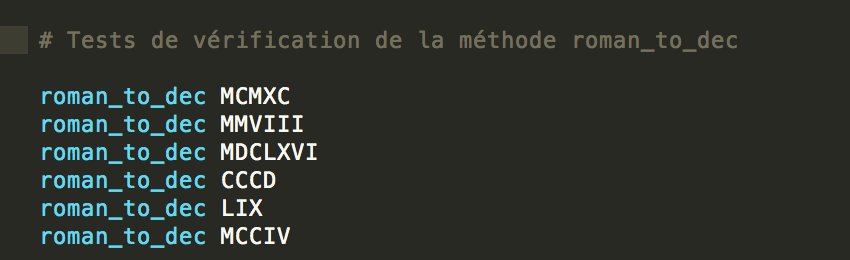 # Tests de vérification de la méthode roman_to_dec
roman_to_dec MCMXC
roman_to_dec MMVIII
roman_to_dec MDCLXVI
roman_to_dec CCCD
roman_to_dec LIX
roman_to_dec MCCIV